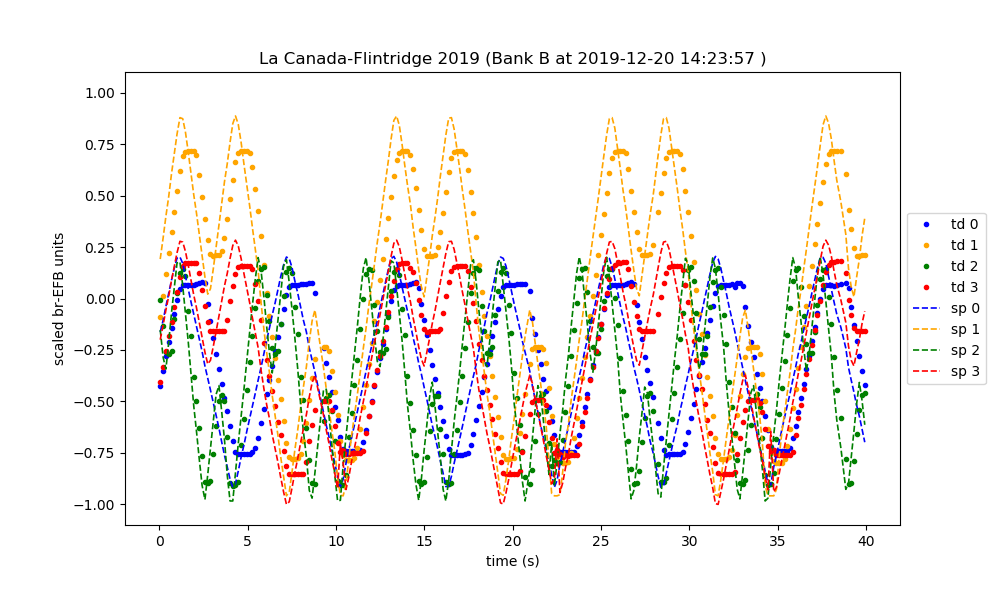 La Canada-Flintridge 2019 (Bank B at 2019-12-20 14:23:57 )
scaled br-EFB units
1.00
0.75
0.50
0.25
0.00
−0.25
−0.50
−0.75
−1.00
0 5 10 15 20 25 30 35 40
time (s)
td 0
td 1
td 2
td 3
sp 0
sp 1
sp 2
sp 3